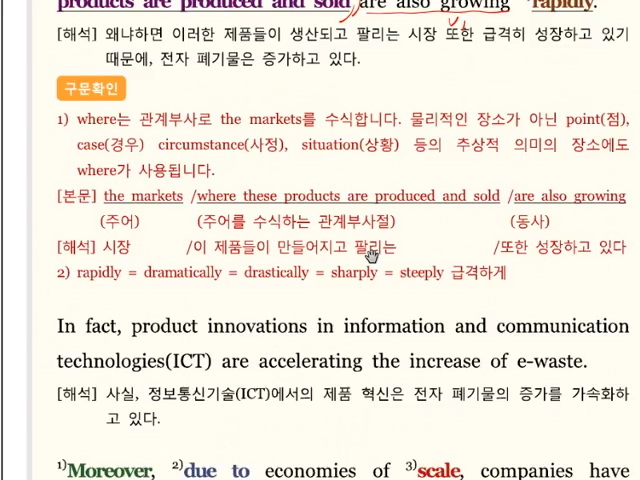 products are produced and sold are also growing rapidly.
[해석] 왜냐하면 이러한 제품들이 생산되고 팔리는 시장 또한 급격히 성장하고 있기
때문에, 전자 폐기물은 증가하고 있다.
구문확인
1) where는 관계부사로 the markets를 수식합니다. 물리적인 장소가 아닌 point(점),
case(경우) circumstance(사정), situation(상황) 등의 추상적 의미의 장소에도
where가 사용됩니다.
[본문] the markets /where these products are produced and sold /are also growing
(주어) (주어를 수식하는 관계부사절) (동사)
[해석] 시장 /이 제품들이 만들어지고 팔리는 /또한 성장하고 있다
2) rapidly = dramatically = drastically = sharply = steeply 급격하게
In fact, product innovations in information and communication
technologies(ICT) are accelerating the increase of e-waste.
[해석] 사실, 정보통신기술(ICT)에서의 제품 혁신은 전자 폐기물의 증가를 가속화하
고 있다.
1)Moreover, 2)due to economies of 3)scale, companies have